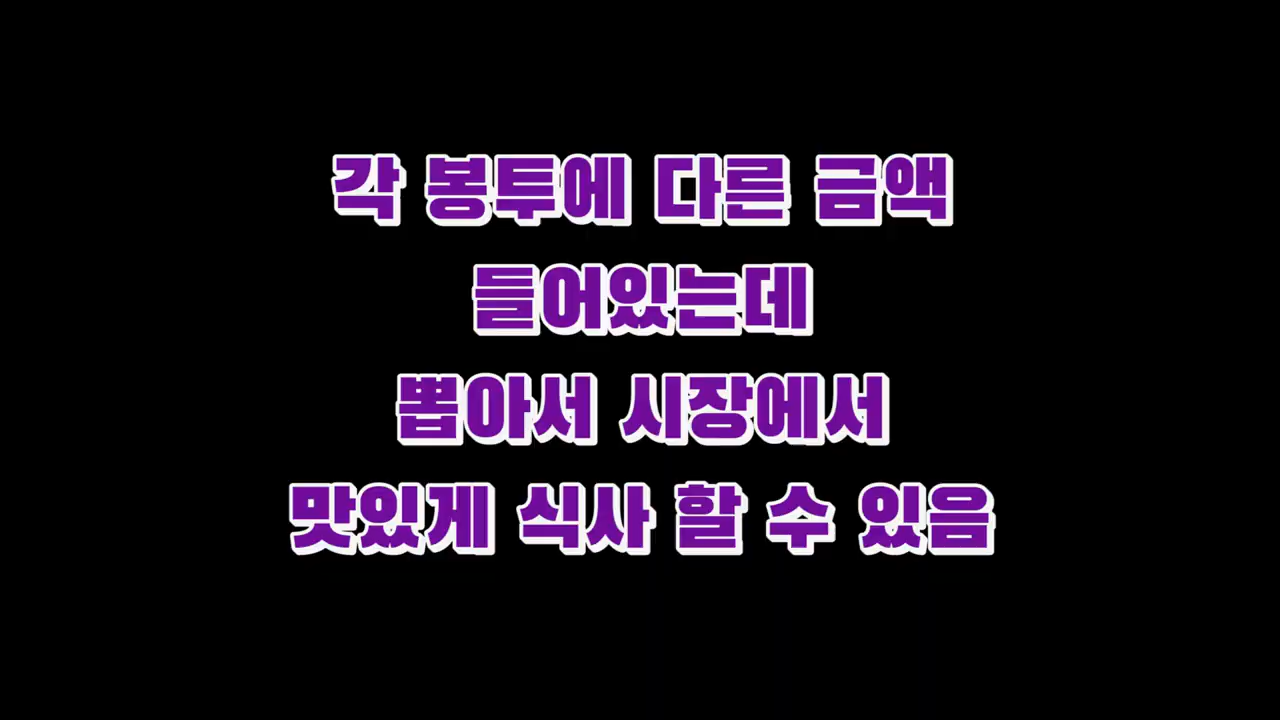 각 봉투에 다른 금액
들어있는데
뽑아서 시장에서
맛있게 식사 할 수 있음